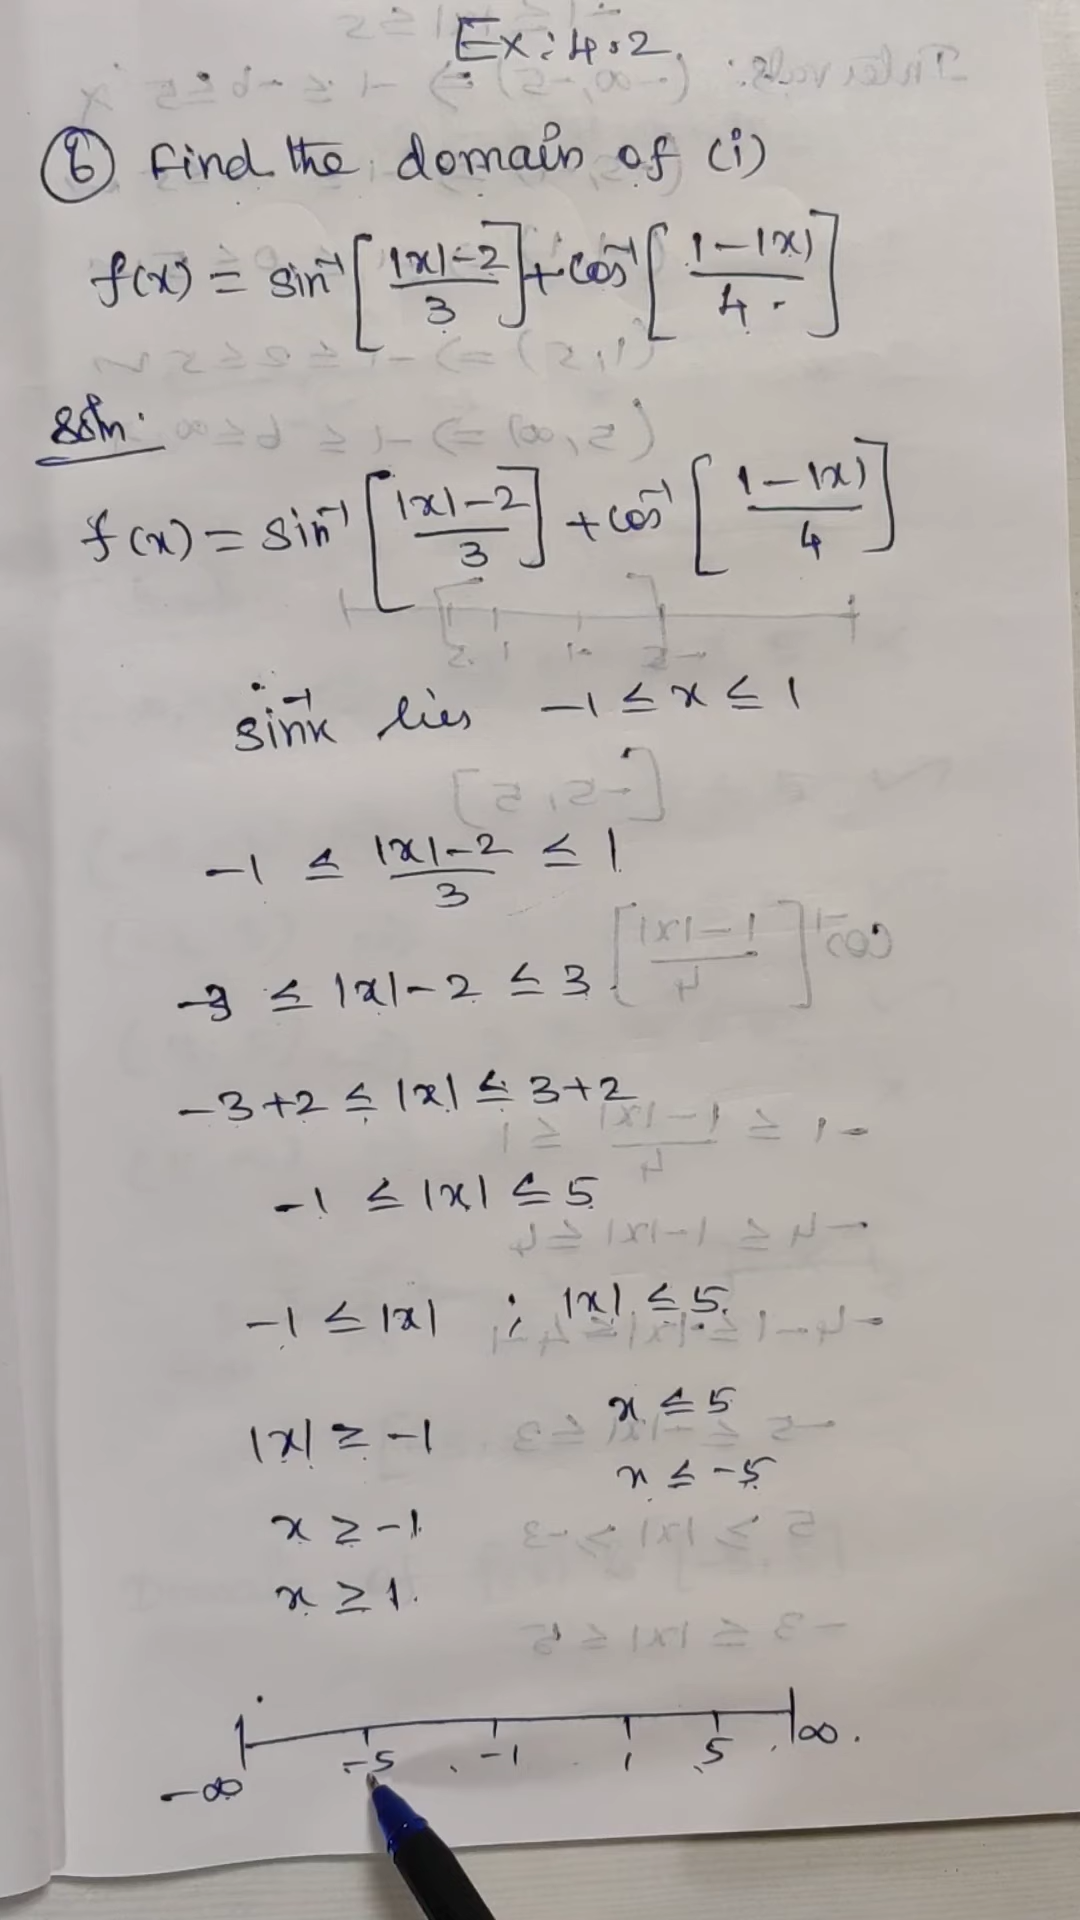 Ex: 4.2.
⑥ Find the domain of (i)
f(x) = sin⁻¹[|x|-2/3] + cos⁻¹[1-|x|/4]
Soln:
f(x) = sin⁻¹[|x|-2/3] + cos⁻¹[1-|x|/4]
sin⁻¹x lies -1 ≤ x ≤ 1
-1 ≤ |x|-2/3 ≤ 1
-3 ≤ |x|-2 ≤ 3
-3+2 ≤ |x| ≤ 3+2
-1 ≤ |x| ≤ 5
-1 ≤ |x| ; |x| ≤ 5
|x| ≥ -1 x ≤ 5
x ≥ -1 x ≤ -5
x ≥ 1.
-∞ -5 -1 1 5 ∞.